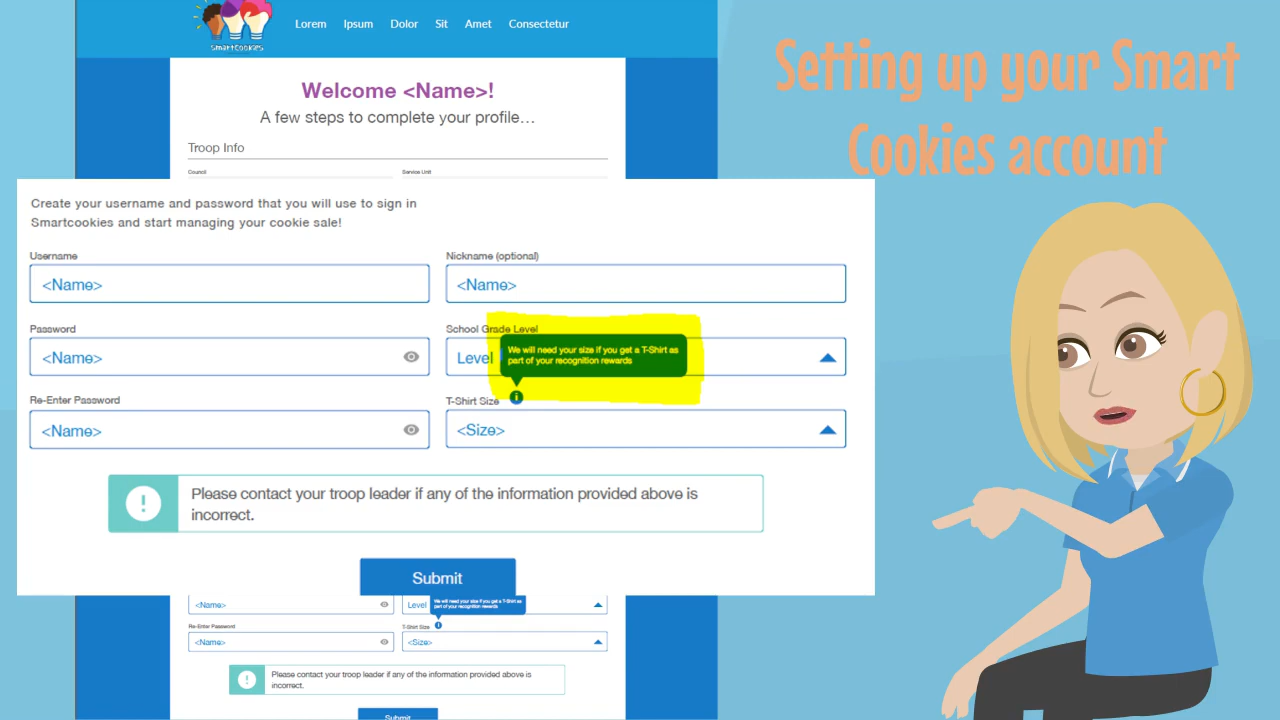 SmartCookies
Lorem Ipsum Dolor Sit Amet Consectetur
Setting up your Smart
Cookies account
Welcome <Name>!
A few steps to complete your profile…
Troop Info
Council Service Unit
Create your username and password that you will use to sign in
Smartcookies and start managing your cookie sale!
Username Nickname (optional)
<Name> <Name>
Password School Grade Level
<Name> Level
We will need your size if you get a T-Shirt as
part of your recognition rewards
Re-Enter Password T-Shirt Size i
<Name> <Size>
! Please contact your troop leader if any of the information provided above is
incorrect.
Submit
<Name> Level
We will need your size if you get a T-Shirt as
part of your recognition rewards
Re-Enter Password T-Shirt Size i
<Name> <Size>
! Please contact your troop leader if any of the information provided above is
incorrect.
Submit